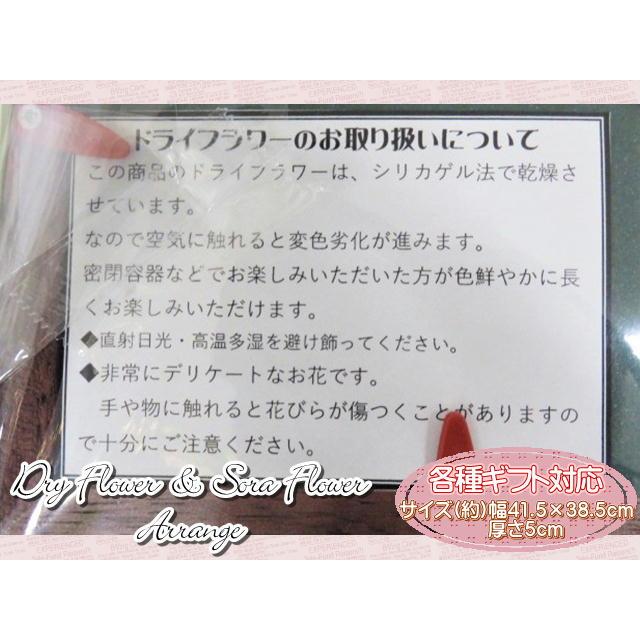 ドライフラワーのお取り扱いについて
この商品のドライフラワーは、シリカゲル法で乾燥さ
せています。
なので空気に触れると変色劣化が進みます。
密閉容器などでお楽しみいただいた方が色鮮やかに長
くお楽しみいただけます。
◆直射日光・高温多湿を避け飾ってください。
◆非常にデリケートなお花です。
手や物に触れると花びらが傷つくことがありますの
で十分にご注意ください。
Dry Flower & Sora Flower
Arrange
各種ギフト対応
サイズ(約)幅41.5×38.5cm
厚さ5cm